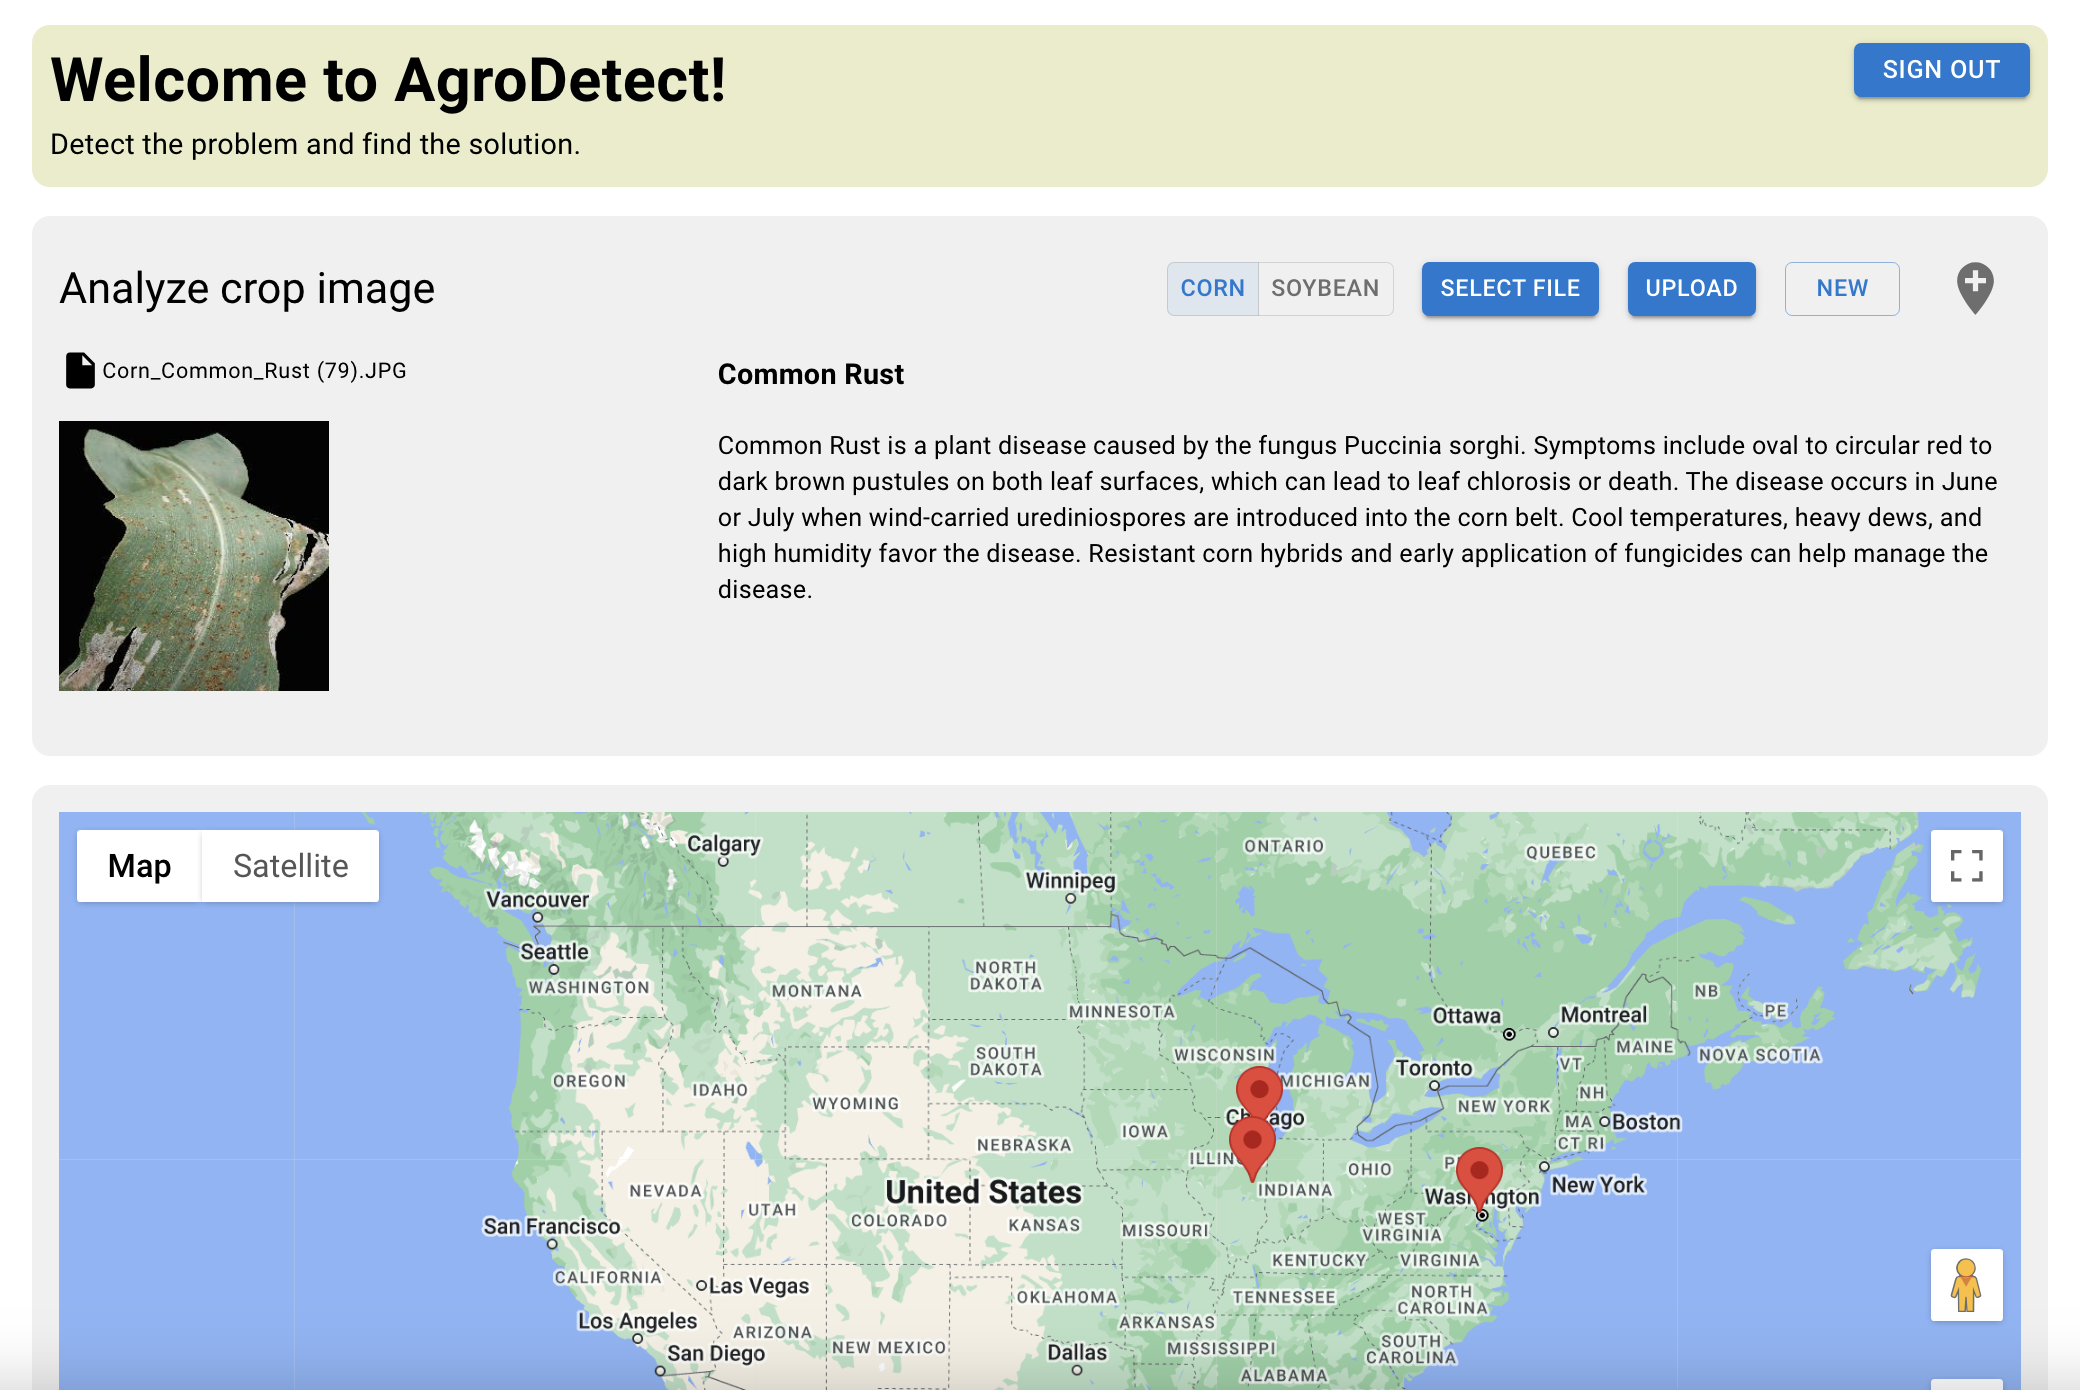 Welcome to AgroDetect!
SIGN OUT
Detect the problem and find the solution.
Analyze crop image
CORN
SOYBEAN
SELECT FILE
UPLOAD
NEW
Corn_Common_Rust (79).JPG
Common Rust
Common Rust is a plant disease caused by the fungus Puccinia sorghi. Symptoms include oval to circular red to
dark brown pustules on both leaf surfaces, which can lead to leaf chlorosis or death. The disease occurs in June
or July when wind-carried urediniospores are introduced into the corn belt. Cool temperatures, heavy dews, and
high humidity favor the disease. Resistant corn hybrids and early application of fungicides can help manage the
disease.
Map
Satellite
Calgary
ONTARIO
QUEBEC
Winnipeg
Vancouver
Seattle
WASHINGTON
MONTANA
NORTH
DAKOTA
MINNESOTA
NB
PE
Ottawa
Montreal
WISCONSIN
SOUTH
DAKOTA
MAINE
NOVA SCOTIA
VT
Toronto
OREGON
IDAHO
MICHIGAN
NH
WYOMING
NEW YORK
Chicago
MA
Boston
IOWA
NEBRASKA
CT RI
OHIO
United States
NEVADA
INDIANA
New York
Washington
UTAH
COLORADO
KANSAS
MISSOURI
WEST
VIRGINIA
San Francisco
KENTUCKY
VIRGINIA
CALIFORNIA
Las Vegas
OKLAHOMA
TENNESSEE
NORTH
CAROLINA
Los Angeles
ARIZONA
NEW MEXICO
ARKANSAS
San Diego
Dallas
MISSISSIPPI
SOUTH
CAROLINA
ALABAMA